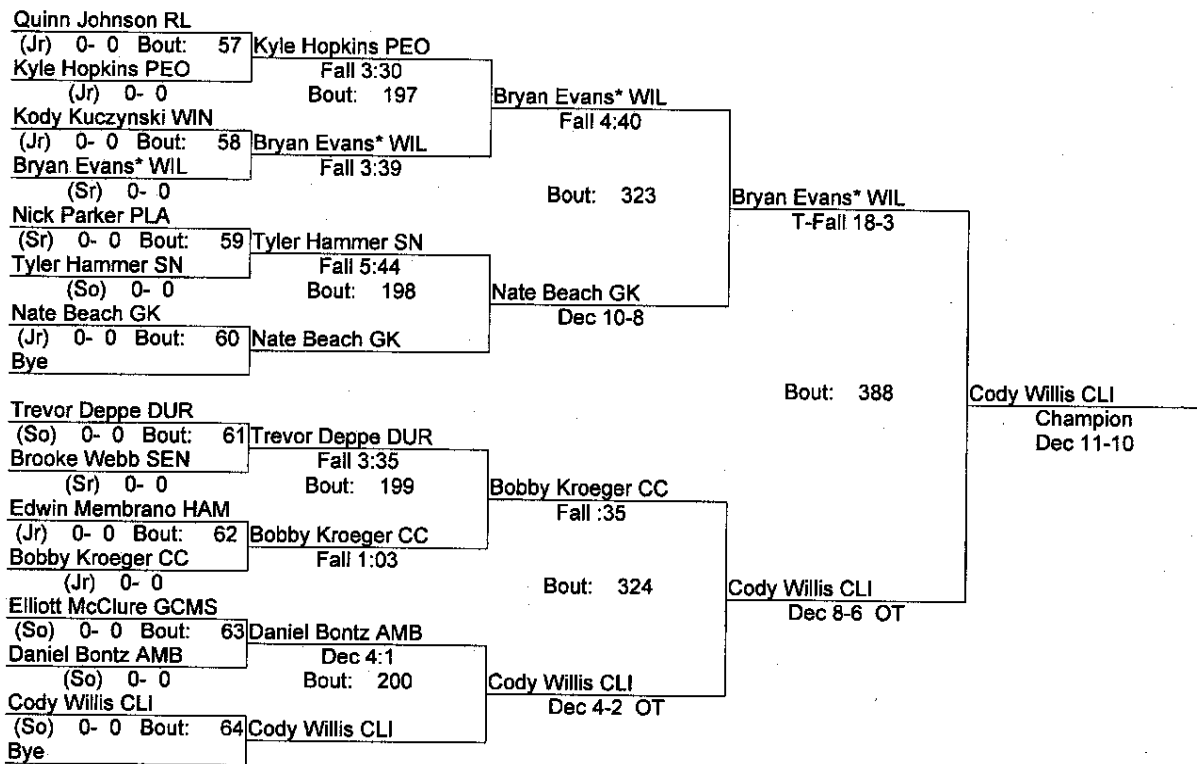 Quinn Johnson RL
(Jr) 0- 0 Bout: 57
Kyle Hopkins PEO
(Jr) 0- 0
Kody Kuczynski WIN
(Jr) 0- 0 Bout: 58
Bryan Evans* WIL
(Sr) 0- 0
Nick Parker PLA
(Sr) 0- 0 Bout: 59
Tyler Hammer SN
(So) 0- 0
Nate Beach GK
(Jr) 0- 0 Bout: 60
Bye
Trevor Deppe DUR
(So) 0- 0 Bout: 61
Brooke Webb SEN
(Sr) 0- 0
Edwin Membrano HAM
(Jr) 0- 0 Bout: 62
Bobby Kroeger CC
(Jr) 0- 0
Elliott McClure GCMS
(So) 0- 0 Bout: 63
Daniel Bontz AMB
(So) 0- 0
Cody Willis CLI
(So) 0- 0 Bout: 64
Bye
Kyle Hopkins PEO
Fall 3:30
Bout: 197
Bryan Evans* WIL
Fall 3:39
Tyler Hammer SN
Fall 5:44
Bout: 198
Nate Beach GK
Trevor Deppe DUR
Fall 3:35
Bout: 199
Bobby Kroeger CC
Fall 1:03
Daniel Bontz AMB
Dec 4:1
Bout: 200
Cody Willis CLI
Bryan Evans* WIL
Fall 4:40
Bout: 323
Nate Beach GK
Dec 10-8
Bobby Kroeger CC
Fall :35
Bout: 324
Cody Willis CLI
Dec 4-2 OT
Bryan Evans* WIL
T-Fall 18-3
Bout: 388
Cody Willis CLI
Dec 8-6 OT
Cody Willis CLI
Champion
Dec 11-10